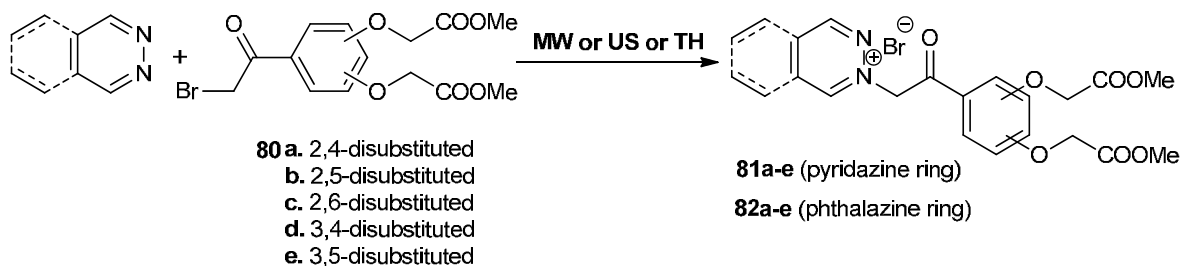 N
N
+
O
Br
O
COOMe
O
COOMe
MW or US or TH
N
N
⊕
Br
⊖
O
O
COOMe
O
COOMe
80 a. 2,4-disubstituted
b. 2,5-disubstituted
c. 2,6-disubstituted
d. 3,4-disubstituted
e. 3,5-disubstituted
81a-e (pyridazine ring)
82a-e (phthalazine ring)